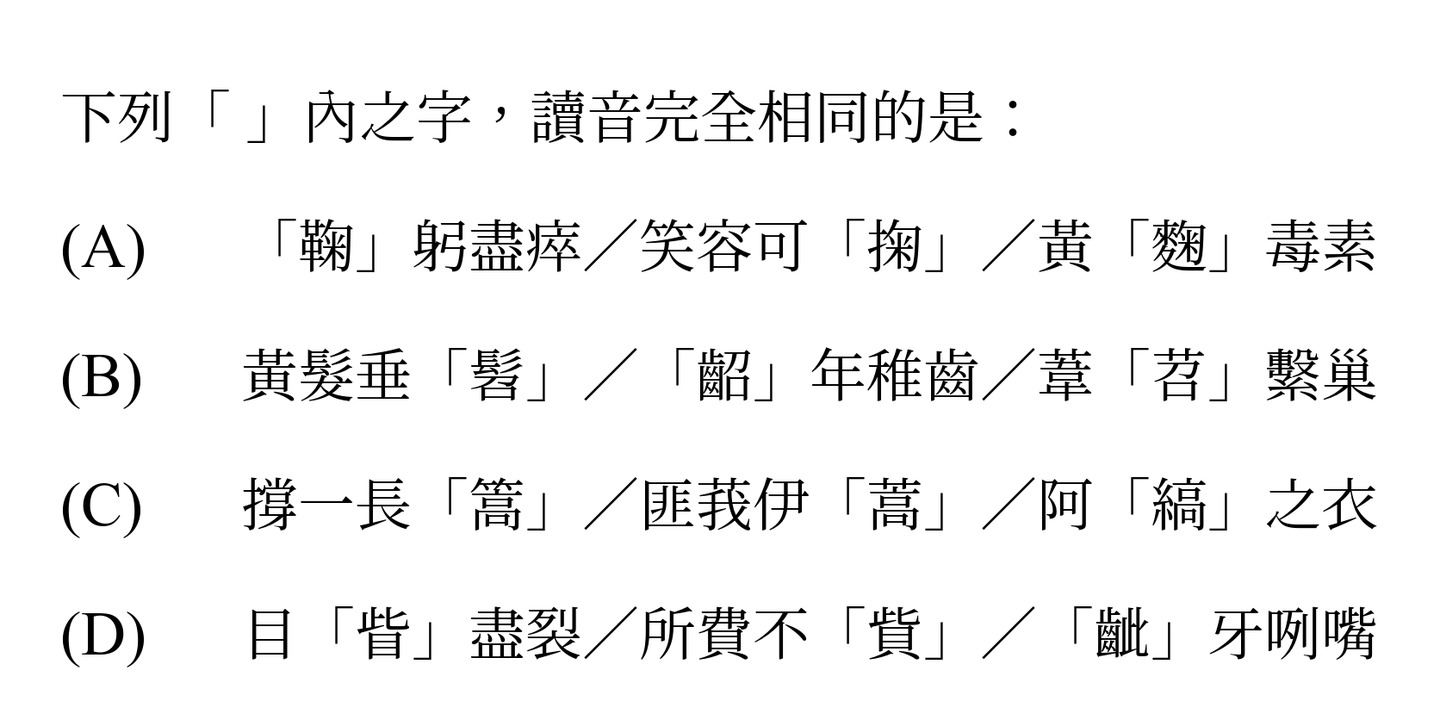 下列「 」內之字，讀音完全相同的是：
(A) 「鞠」躬盡瘁／笑容可「掬」／黃「麴」毒素
(B) 黃髮垂「髫」／「齠」年稚齒／葦「苕」繫巢
(C) 撐一長「篙」／匪莪伊「蒿」／阿「縞」之衣
(D) 目「眥」盡裂／所費不「貲」／「齜」牙咧嘴